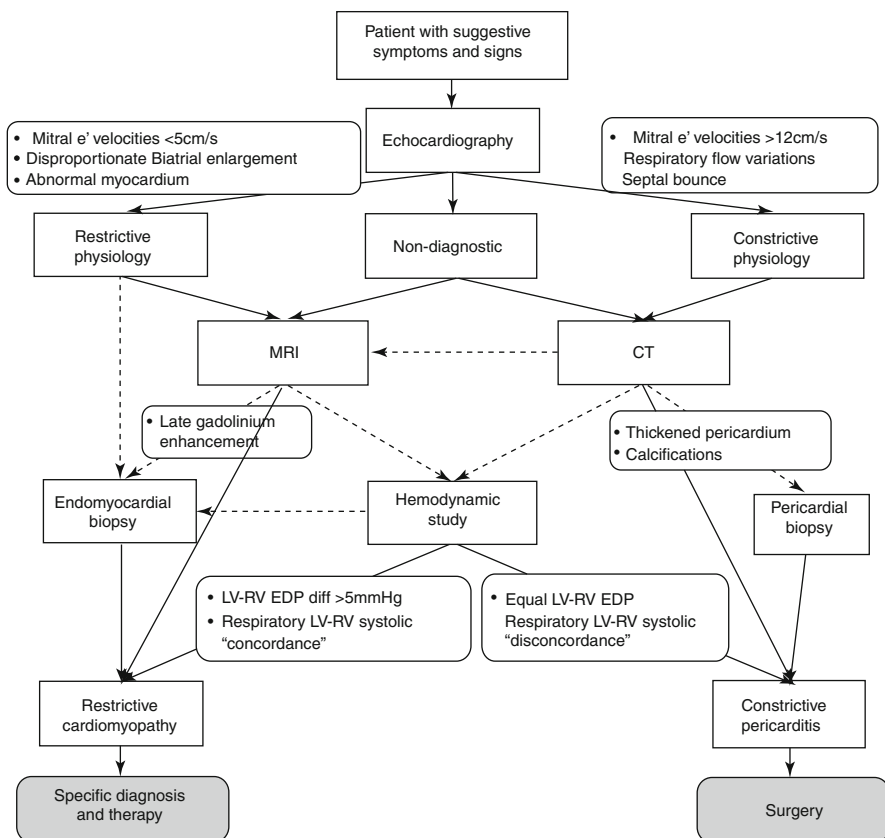 Patient with suggestive
symptoms and signs
• Mitral e’ velocities <5cm/s
• Disproportionate Biatrial enlargement
• Abnormal myocardium
Echocardiography
• Mitral e’ velocities >12cm/s
Respiratory flow variations
Septal bounce
Restrictive
physiology
Non-diagnostic
Constrictive
physiology
MRI
CT
• Late gadolinium
enhancement
• Thickened pericardium
• Calcifications
Endomyocardial
biopsy
Hemodynamic
study
Pericardial
biopsy
• LV-RV EDP diff >5mmHg
• Respiratory LV-RV systolic
“concordance”
• Equal LV-RV EDP
Respiratory LV-RV systolic
“disconcordance”
Restrictive
cardiomyopathy
Constrictive
pericarditis
Specific diagnosis
and therapy
Surgery